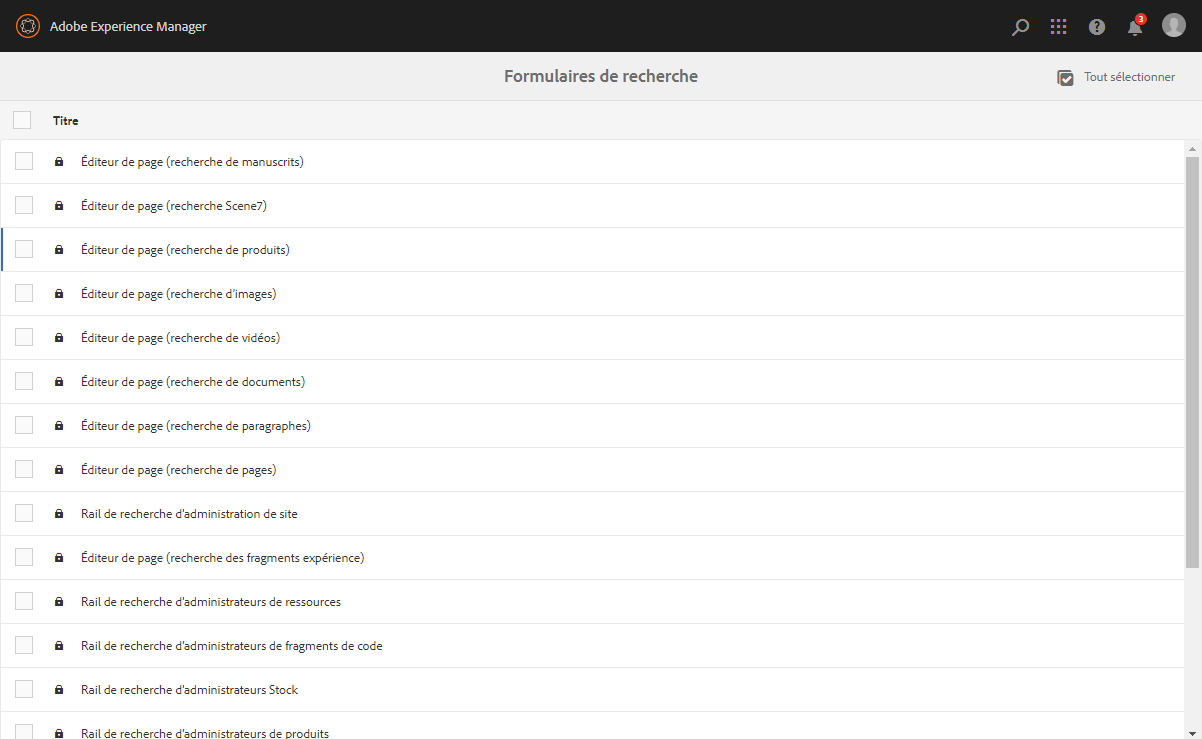 Adobe Experience Manager
3
Formulaires de recherche
Tout sélectionner
Titre
Éditeur de page (recherche de manuscrits)
Éditeur de page (recherche Scene7)
Éditeur de page (recherche de produits)
Éditeur de page (recherche d'images)
Éditeur de page (recherche de vidéos)
Éditeur de page (recherche de documents)
Éditeur de page (recherche de paragraphes)
Éditeur de page (recherche de pages)
Rail de recherche d'administration de site
Éditeur de page (recherche des fragments expérience)
Rail de recherche d'administrateurs de ressources
Rail de recherche d'administrateurs de fragments de code
Rail de recherche d'administrateurs Stock
Rail de recherche d'administrateurs de produits